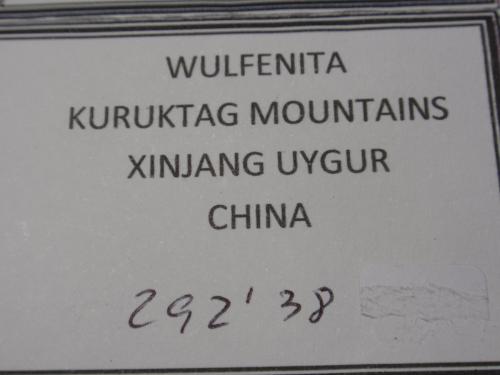 WULFENITA
KURUKTAG MOUNTAINS
XINJANG UYGUR
CHINA
292'38